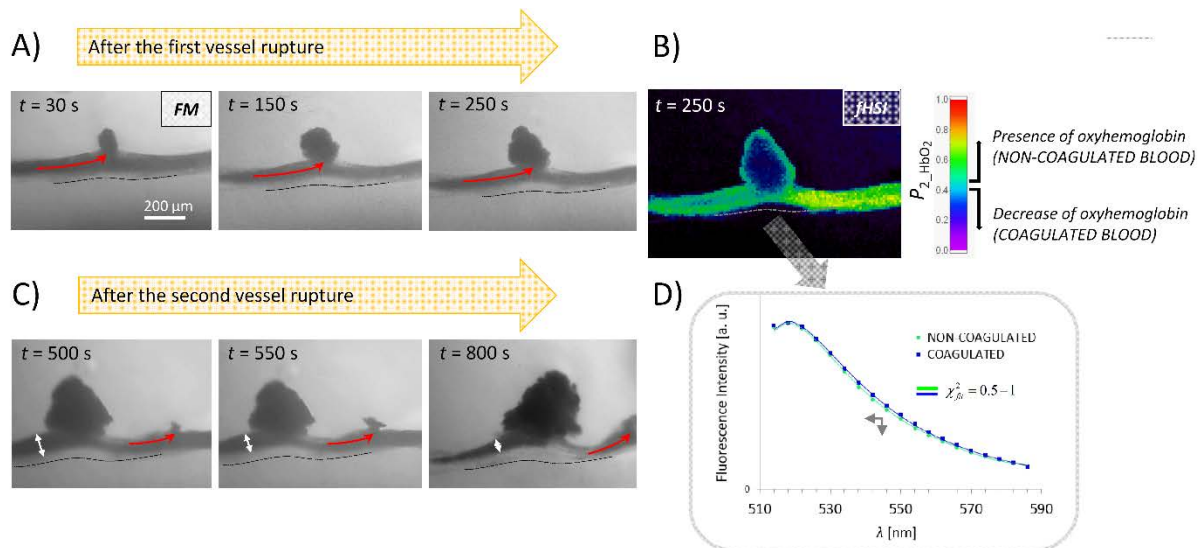 A)
After the first vessel rupture
t = 30 s
FM
t = 150 s
t = 250 s
200 μm
B)
t = 250 s
fHSI
1.0
0.8
0.6
0.4
0.2
0.0
P2_HbO2
Presence of oxyhemoglobin
(NON-COAGULATED BLOOD)
Decrease of oxyhemoglobin
(COAGULATED BLOOD)
C)
After the second vessel rupture
t = 500 s
t = 550 s
t = 800 s
D)
Fluorescence Intensity [a. u.]
NON-COAGULATED
COAGULATED
χ²fit = 0.5–1
0
510 530 550 570 590
λ [nm]